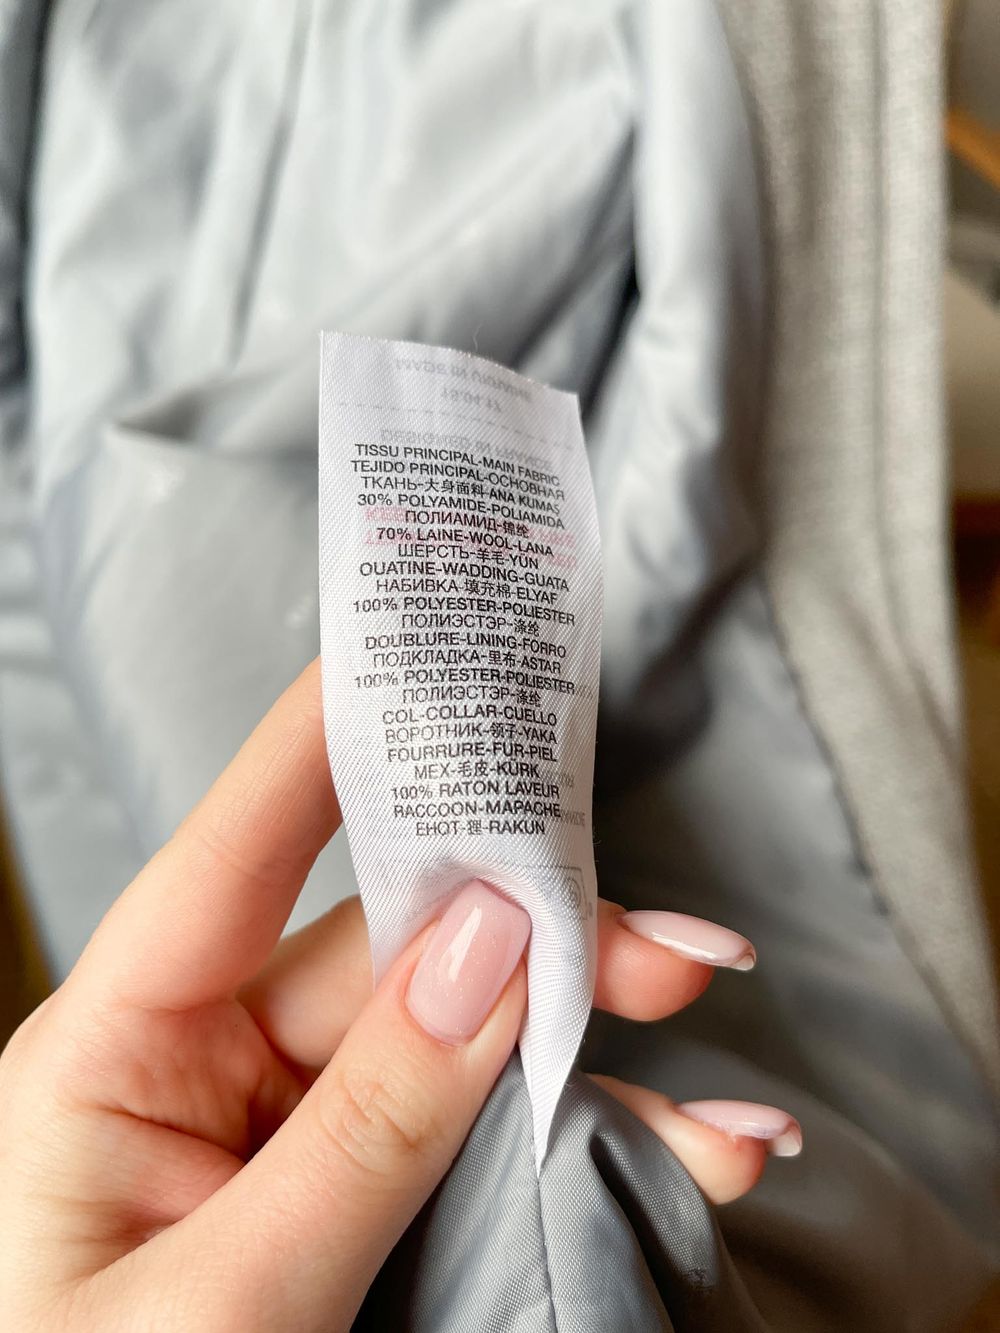 TISSU PRINCIPAL-MAIN FABRIC
TEJIDO PRINCIPAL-ОСНОВНАЯ
ТКАНЬ-大身面料-ANA KUMAS
30% POLYAMIDE-POLIAMIDA
ПОЛИАМИД-锦纶
70% LAINE-WOOL-LANA
ШЕРСТЬ-羊毛-YÜN
OUATINE-WADDING-GUATA
НАБИВКА-填充棉-ELYAF
100% POLYESTER-POLIESTER
ПОЛИЭСТЭР-涤纶
DOUBLURE-LINING-FORRO
ПОДКЛАДКА-里布-ASTAR
100% POLYESTER-POLIESTER
ПОЛИЭСТЭР-涤纶
COL-COLLAR-CUELLO
ВОРОТНИК-领子-YAKA
FOURRURE-FUR-PIEL
МЕХ-毛皮-KÜRK
100% RATON LAVEUR
RACCOON-MAPACHE
ЕНОТ-狸-RAKUN